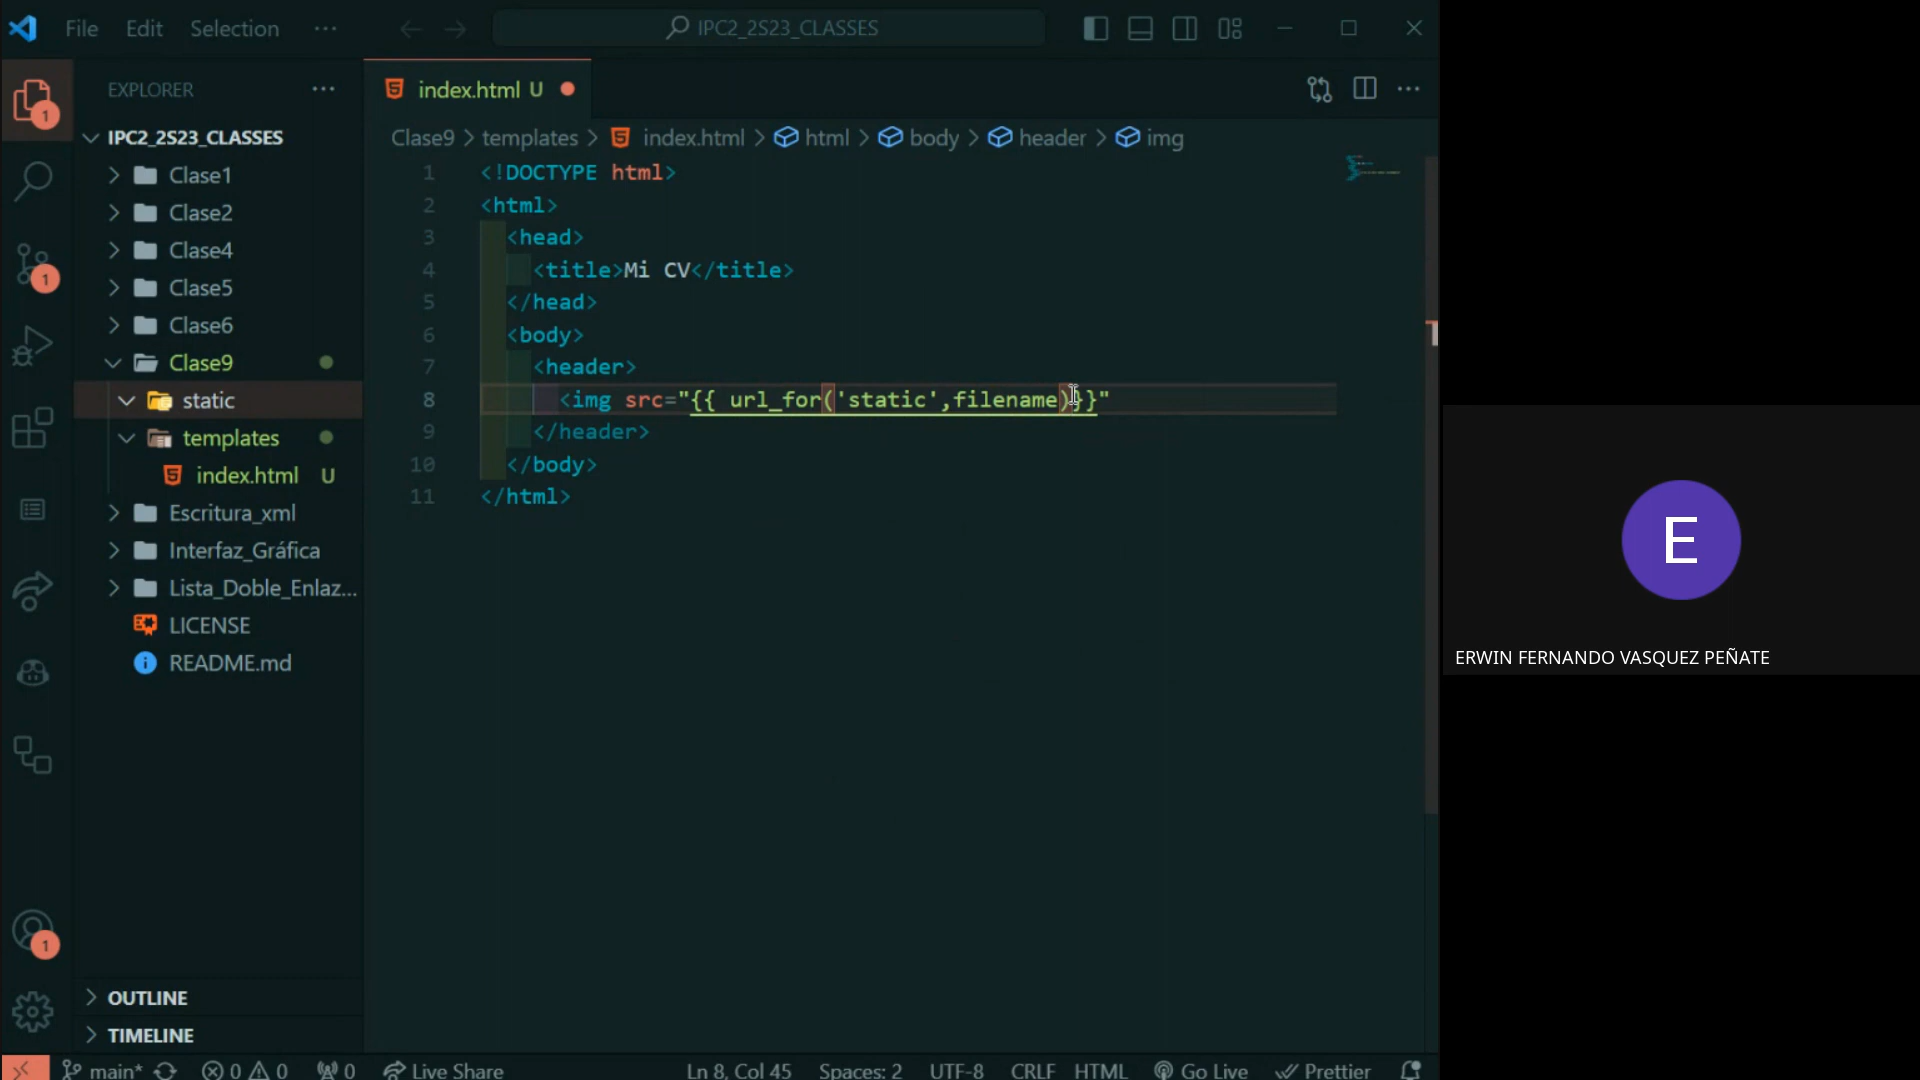 File Edit Selection ··· IPC2_2S23_CLASSES
EXPLORER ···
index.html U
IPC2_2S23_CLASSES
Clase9 > templates > index.html > html > body > header > img
Clase1
Clase2
Clase4
Clase5
Clase6
Clase9
static
templates
index.html U
Escritura_xml
Interfaz_Gráfica
Lista_Doble_Enlaz...
LICENSE
README.md
OUTLINE
TIMELINE
1
1
1
1 <!DOCTYPE html>
2 <html>
3 <head>
4 <title>Mi CV</title>
5 </head>
6 <body>
7 <header>
8 <img src="{{ url_for('static',filename)}}"
9 </header>
10 </body>
11 </html>
E
ERWIN FERNANDO VASQUEZ PEÑATE
main* 0 0 0 Live Share Ln 8, Col 45 Spaces: 2 UTF-8 CRLF HTML Go Live Prettier